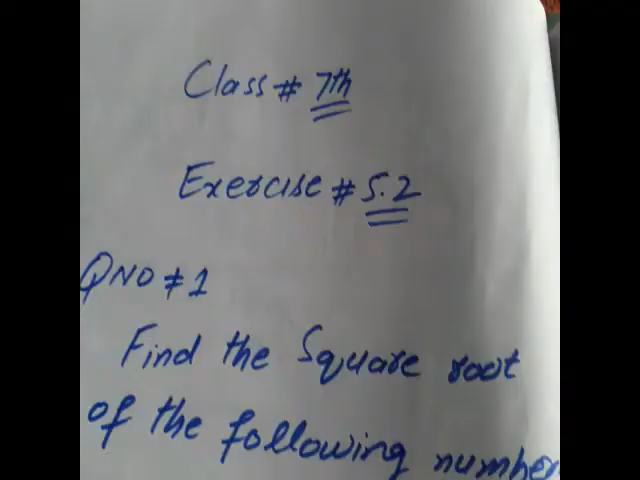 Class # 7th
Exercise # 5.2
QNO # 1
Find the Square root
of the following number